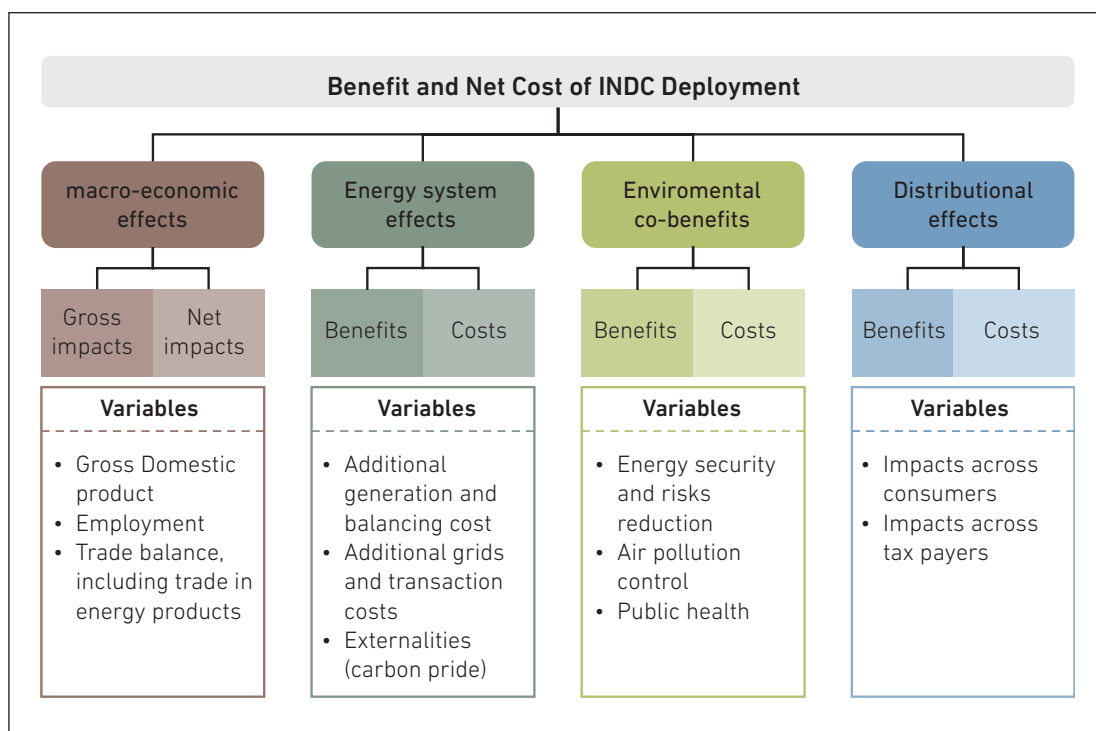 Benefit and Net Cost of INDC Deployment
macro-economic
effects
Gross
impacts
Net
impacts
Variables
• Gross Domestic
product
• Employment
• Trade balance,
including trade in
energy products
Energy system
effects
Benefits
Costs
Variables
• Additional
generation and
balancing cost
• Additional grids
and transaction
costs
• Externalities
(carbon pride)
Enviromental
co-benefits
Benefits
Costs
Variables
• Energy security
and risks
reduction
• Air pollution
control
• Public health
Distributional
effects
Benefits
Costs
Variables
• Impacts across
consumers
• Impacts across
tax payers